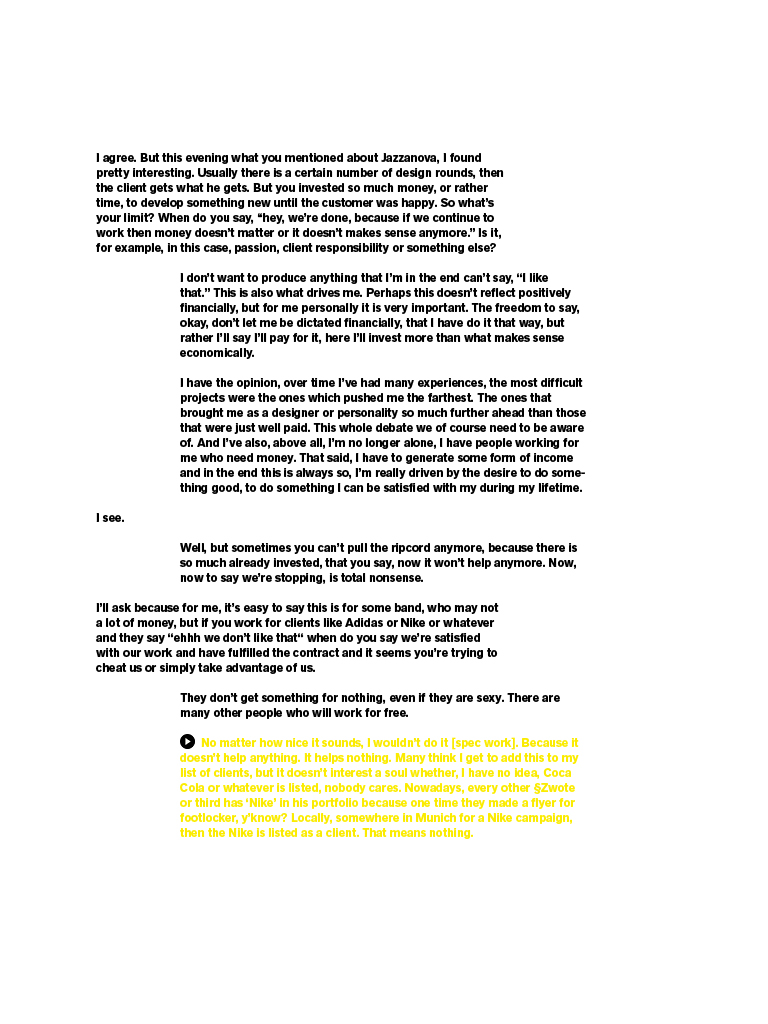 I agree. But this evening what you mentioned about Jazzanova, I found
pretty interesting. Usually there is a certain number of design rounds, then
the client gets what he gets. But you invested so much money, or rather
time, to develop something new until the customer was happy. So what’s
your limit? When do you say, “hey, we’re done, because if we continue to
work then money doesn’t matter or it doesn’t makes sense anymore.” Is it,
for example, in this case, passion, client responsibility or something else?
I don’t want to produce anything that I’m in the end can’t say, “I like
that.” This is also what drives me. Perhaps this doesn’t reflect positively
financially, but for me personally it is very important. The freedom to say,
okay, don’t let me be dictated financially, that I have do it that way, but
rather I’ll say I’ll pay for it, here I’ll invest more than what makes sense
economically.
I have the opinion, over time I’ve had many experiences, the most difficult
projects were the ones which pushed me the farthest. The ones that
brought me as a designer or personality so much further ahead than those
that were just well paid. This whole debate we of course need to be aware
of. And I’ve also, above all, I’m no longer alone, I have people working for
me who need money. That said, I have to generate some form of income
and in the end this is always so, I’m really driven by the desire to do some-
thing good, to do something I can be satisfied with my during my lifetime.
I see.
Well, but sometimes you can’t pull the ripcord anymore, because there is
so much already invested, that you say, now it won’t help anymore. Now,
now to say we’re stopping, is total nonsense.
I’ll ask because for me, it’s easy to say this is for some band, who may not
a lot of money, but if you work for clients like Adidas or Nike or whatever
and they say “ehhh we don’t like that“ when do you say we’re satisfied
with our work and have fulfilled the contract and it seems you’re trying to
cheat us or simply take advantage of us.
They don’t get something for nothing, even if they are sexy. There are
many other people who will work for free.
No matter how nice it sounds, I wouldn’t do it [spec work]. Because it
doesn’t help anything. It helps nothing. Many think I get to add this to my
list of clients, but it doesn’t interest a soul whether, I have no idea, Coca
Cola or whatever is listed, nobody cares. Nowadays, every other §Zwote
or third has ‘Nike’ in his portfolio because one time they made a flyer for
footlocker, y’know? Locally, somewhere in Munich for a Nike campaign,
then the Nike is listed as a client. That means nothing.